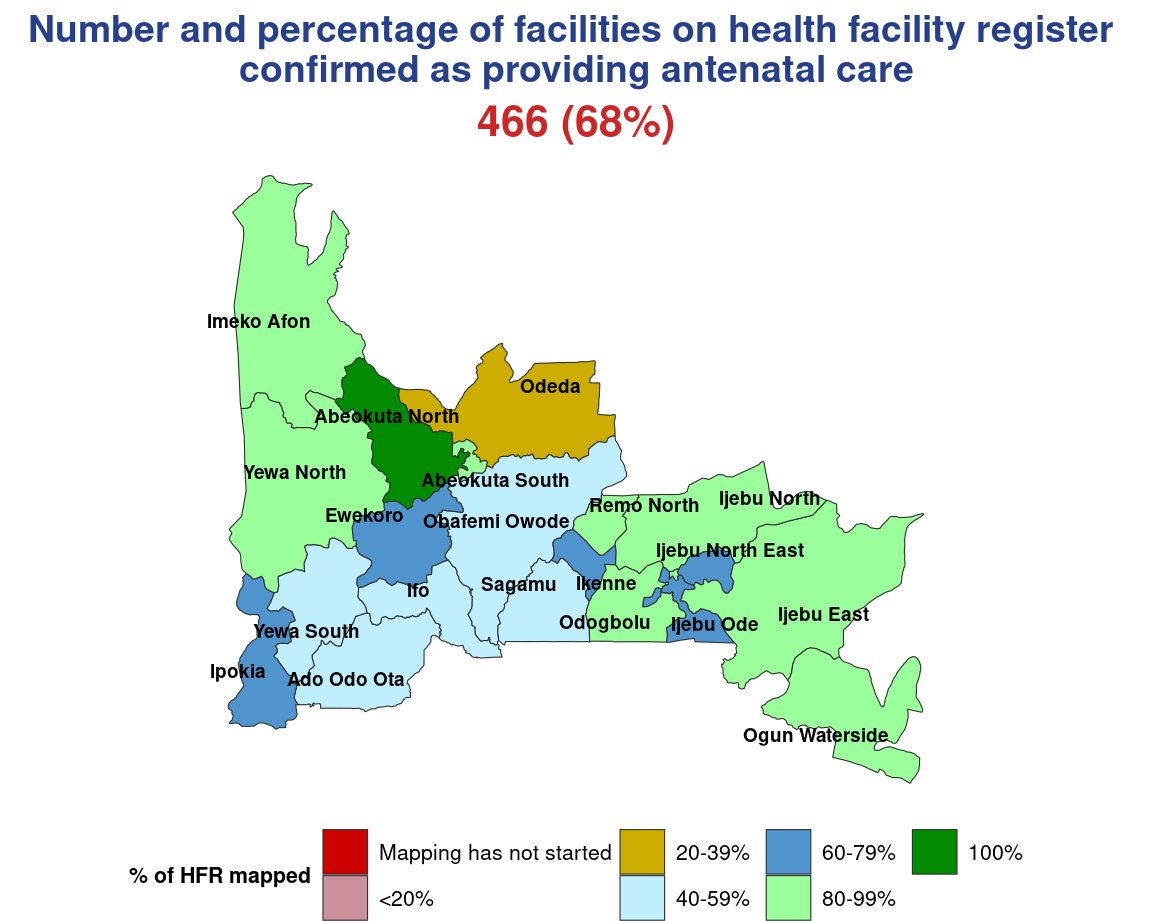 Number and percentage of facilities on health facility register
confirmed as providing antenatal care
466 (68%)
Imeko Afon
Odeda
Abeokuta North
Yewa North
Abeokuta South
Ijebu North
Remo North
Ewekoro
Obafemi Owode
Ijebu North East
Ifo
Sagamu
Ikenne
Ijebu East
Odogbolu
Ijebu Ode
Yewa South
Ipokia
Ado Odo Ota
Ogun Waterside
% of HFR mapped
Mapping has not started
<20%
20-39%
40-59%
60-79%
80-99%
100%